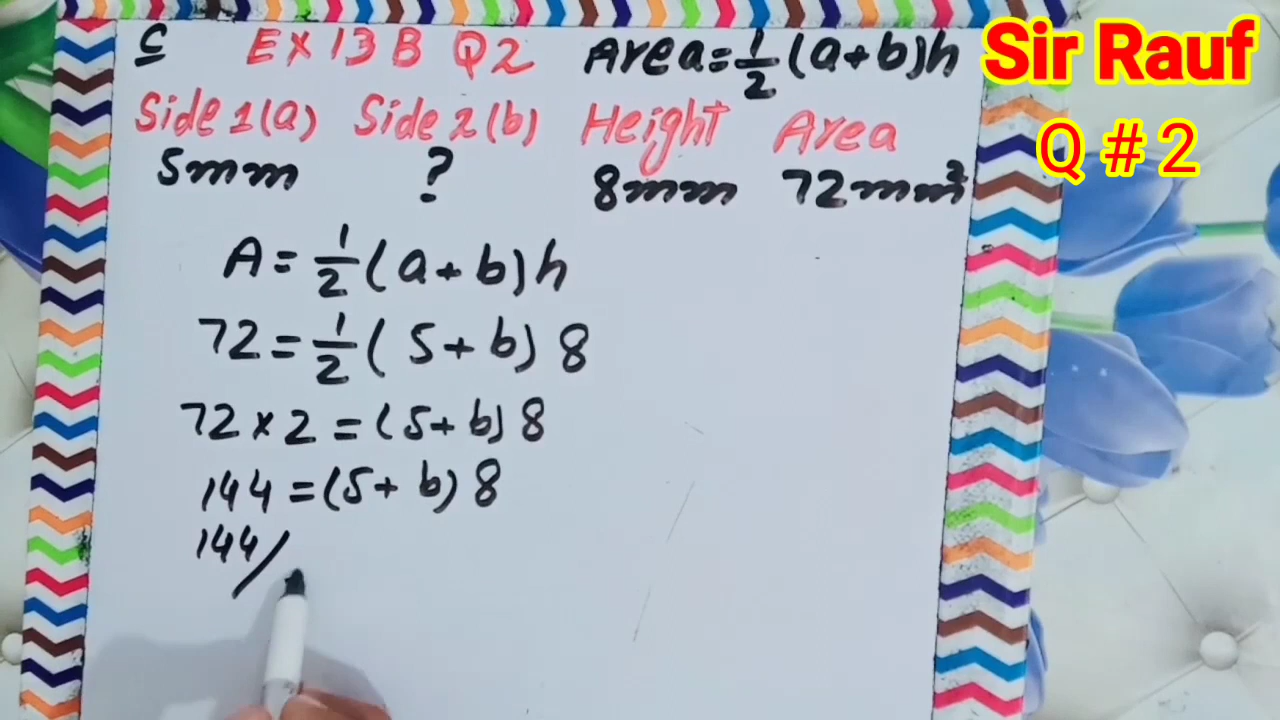 c EX 13 B Q2 Area=1/2(a+b)h
Sir Rauf
Q # 2
Side 1(a) Side 2(b) Height Area
5mm ? 8mm 72mm²
A=1/2(a+b)h
72=1/2(5+b)8
72×2=(5+b)8
144=(5+b)8
144/